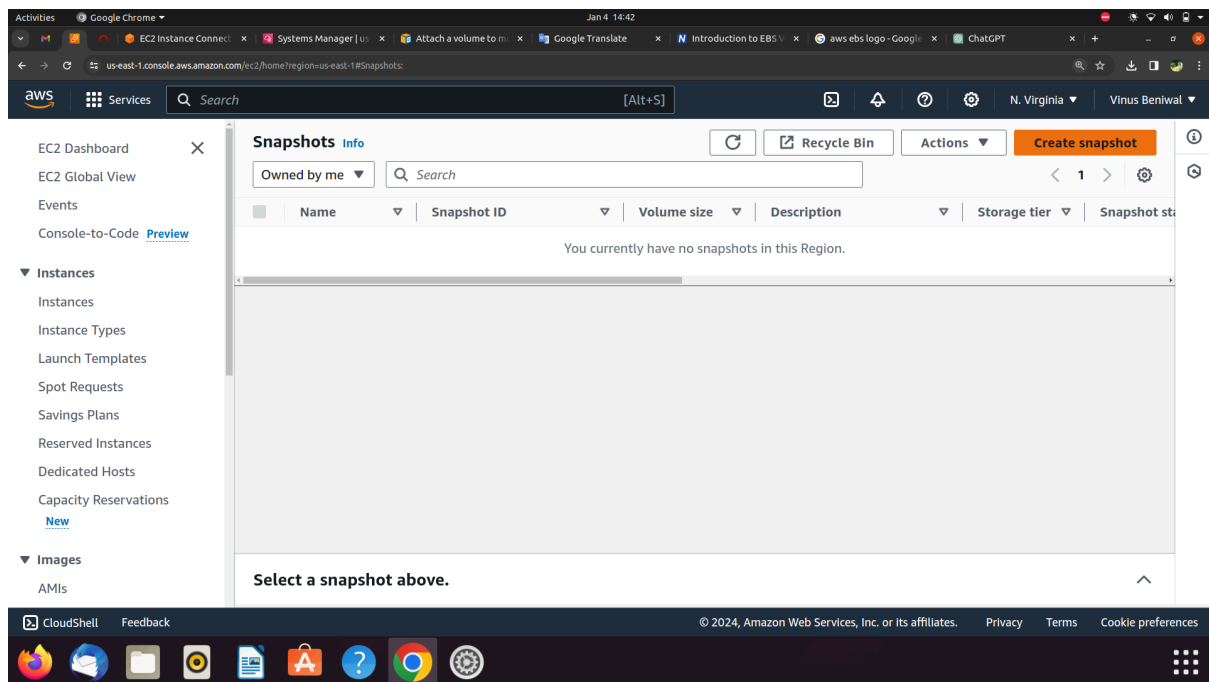 Activities Google Chrome Jan 4 14:42
EC2 Instance Connect Systems Manager | us Attach a volume to m Google Translate Introduction to EBS V aws ebs logo - Google ChatGPT
us-east-1.console.aws.amazon.com/ec2/home?region=us-east-1#Snapshots:
aws Services Search [Alt+S] N. Virginia Vinus Beniwal
EC2 Dashboard
EC2 Global View
Events
Console-to-Code Preview
Instances
Instances
Instance Types
Launch Templates
Spot Requests
Savings Plans
Reserved Instances
Dedicated Hosts
Capacity Reservations
New
Images
AMIs
Snapshots Info Recycle Bin Actions Create snapshot
Owned by me Search 1
Name Snapshot ID Volume size Description Storage tier Snapshot sta
You currently have no snapshots in this Region.
Select a snapshot above.
CloudShell Feedback © 2024, Amazon Web Services, Inc. or its affiliates. Privacy Terms Cookie preferences